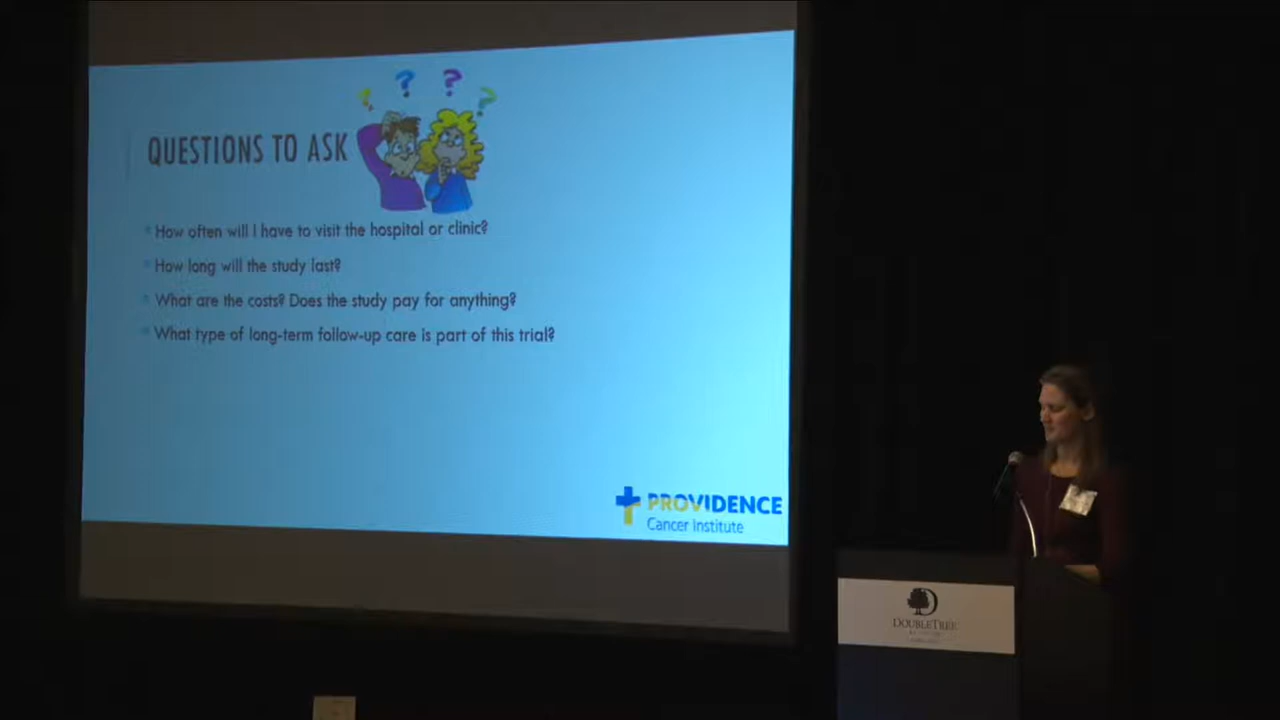 ? ? ? ?
QUESTIONS TO ASK
How often will I have to visit the hospital or clinic?
How long will the study last?
What are the costs? Does the study pay for anything?
What type of long-term follow-up care is part of this trial?
PROVIDENCE
Cancer Institute
DOUBLETREE